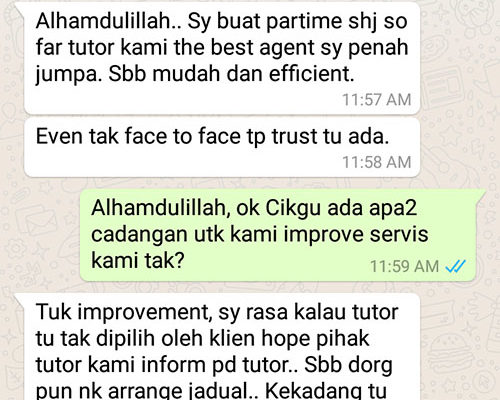 Alhamdulillah.. Sy buat partime shj so
far tutor kami the best agent sy penah
jumpa. Sbb mudah dan efficient.
11:57 AM
Even tak face to face tp trust tu ada.
11:58 AM
Alhamdulillah, ok Cikgu ada apa2
cadangan utk kami improve servis
kami tak?
11:59 AM
Tuk improvement, sy rasa kalau tutor
tu tak dipilih oleh klien hope pihak
tutor kami inform pd tutor.. Sbb dorg
pun nk arrange jadual.. Kekadang tu